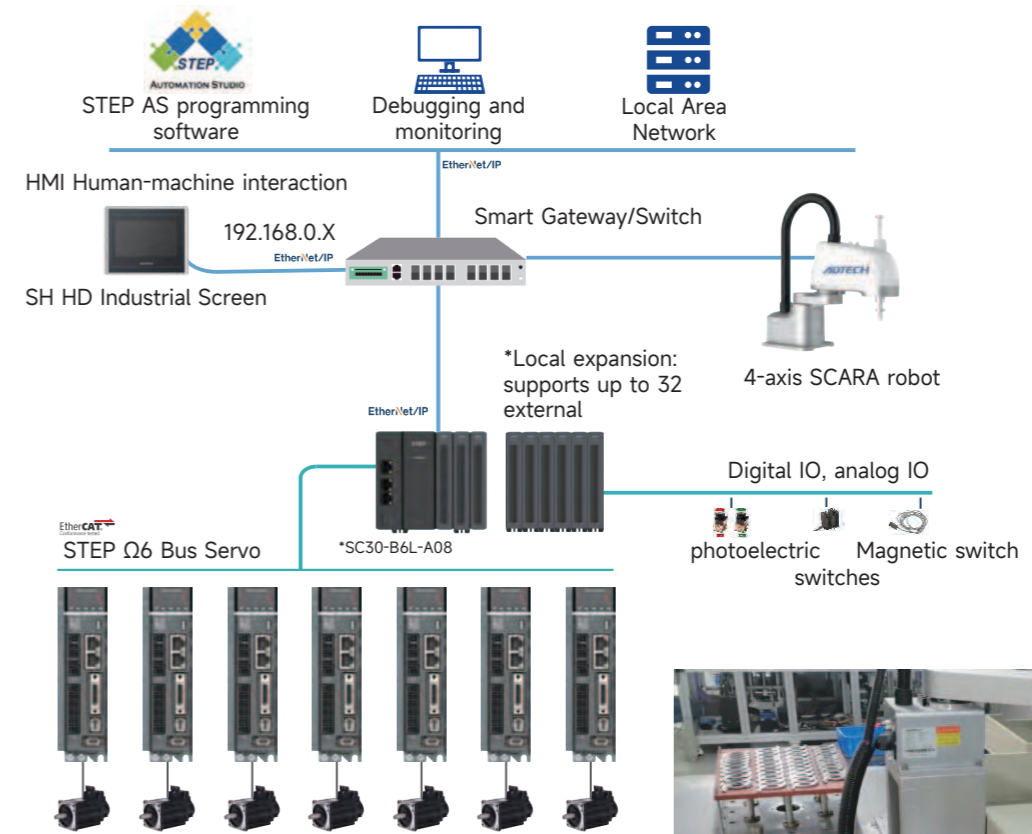 STEP
AUTOMATION STUDIO
STEP AS programming
software
Debugging and
monitoring
Local Area
Network
EtherNet/IP
HMI Human-machine interaction
192.168.0.X
EtherNet/IP
Smart Gateway/Switch
ADTECH
SH HD Industrial Screen
4-axis SCARA robot
*Local expansion:
supports up to 32
external
EtherNet/IP
STEP
Digital IO, analog IO
EtherCAT
Conformance tested
STEP Ω6 Bus Servo
*SC30-B6L-A08
photoelectric
switches
Magnetic switch